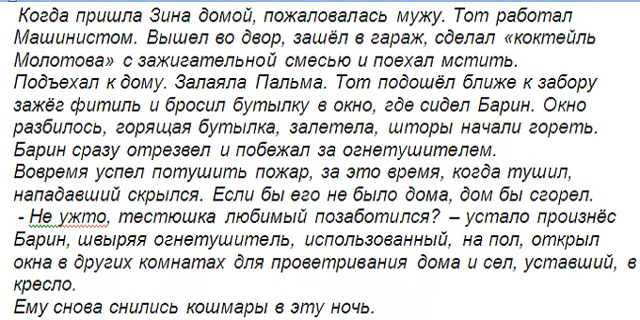 Когда пришла Зина домой, пожаловалась мужу. Тот работал
Машинистом. Вышел во двор, зашёл в гараж, сделал «коктейль
Молотова» с зажигательной смесью и поехал мстить.
Подъехал к дому. Залаяла Пальма. Тот подошёл ближе к забору
зажёг фитиль и бросил бутылку в окно, где сидел Барин. Окно
разбилось, горящая бутылка, залетела, шторы начали гореть.
Барин сразу отрезвел и побежал за огнетушителем.
Вовремя успел потушить пожар, за это время, когда тушил,
нападавший скрылся. Если бы его не было дома, дом бы сгорел.
- Не ужто, тестюшка любимый позаботился? – устало произнёс
Барин, швыряя огнетушитель, использованный, на пол, открыл
окна в других комнатах для проветривания дома и сел, уставший, в
кресло.
Ему снова снились кошмары в эту ночь.